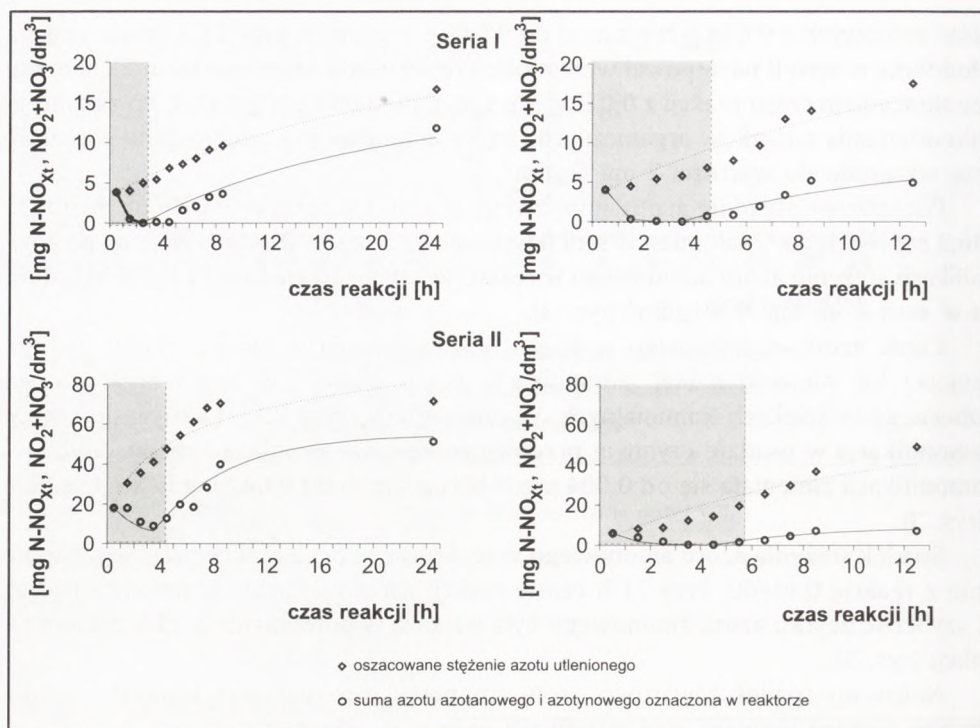 Seria I
[mg N-NOXt, NO2+NO3/dm3]
20
15
10
5
0
0 4 8 12 16 20 24
czas reakcji [h]
[mg N-NOXt, NO2+NO3/dm3]
20
15
10
5
0
0 2 4 6 8 10 12
czas reakcji [h]
Seria II
[mg N-NOXt, NO2+NO3/dm3]
80
60
40
20
0
0 4 8 12 16 20 24
czas reakcji [h]
[mg N-NOXt, NO2+NO3/dm3]
80
60
40
20
0
0 2 4 6 8 10 12
czas reakcji [h]
oszacowane stężenie azotu utlenionego
suma azotu azotanowego i azotynowego oznaczona w reaktorze